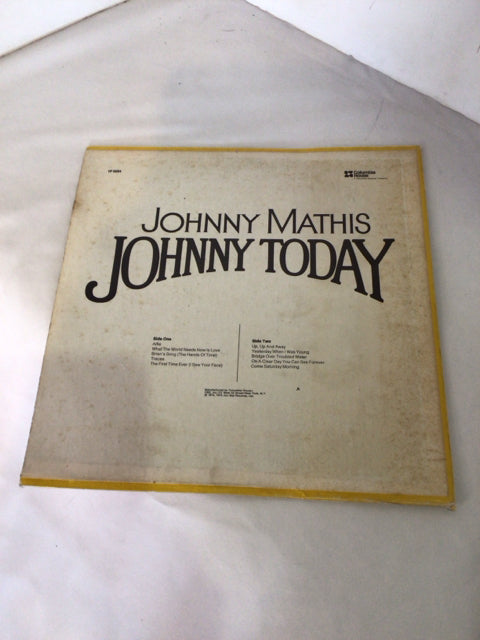 Columbia
House
JOHNNY MATHIS
JOHNNY TODAY
Side One
Alfie
What The World Needs Now Is Love
Brian's Song (The Hands Of Time)
Traces
The First Time Ever (I Saw Your Face)
Side Two
Up, Up And Away
Yesterday When I Was Young
Bridge Over Troubled Water
On A Clear Day You Can See Forever
Come Saturday Morning